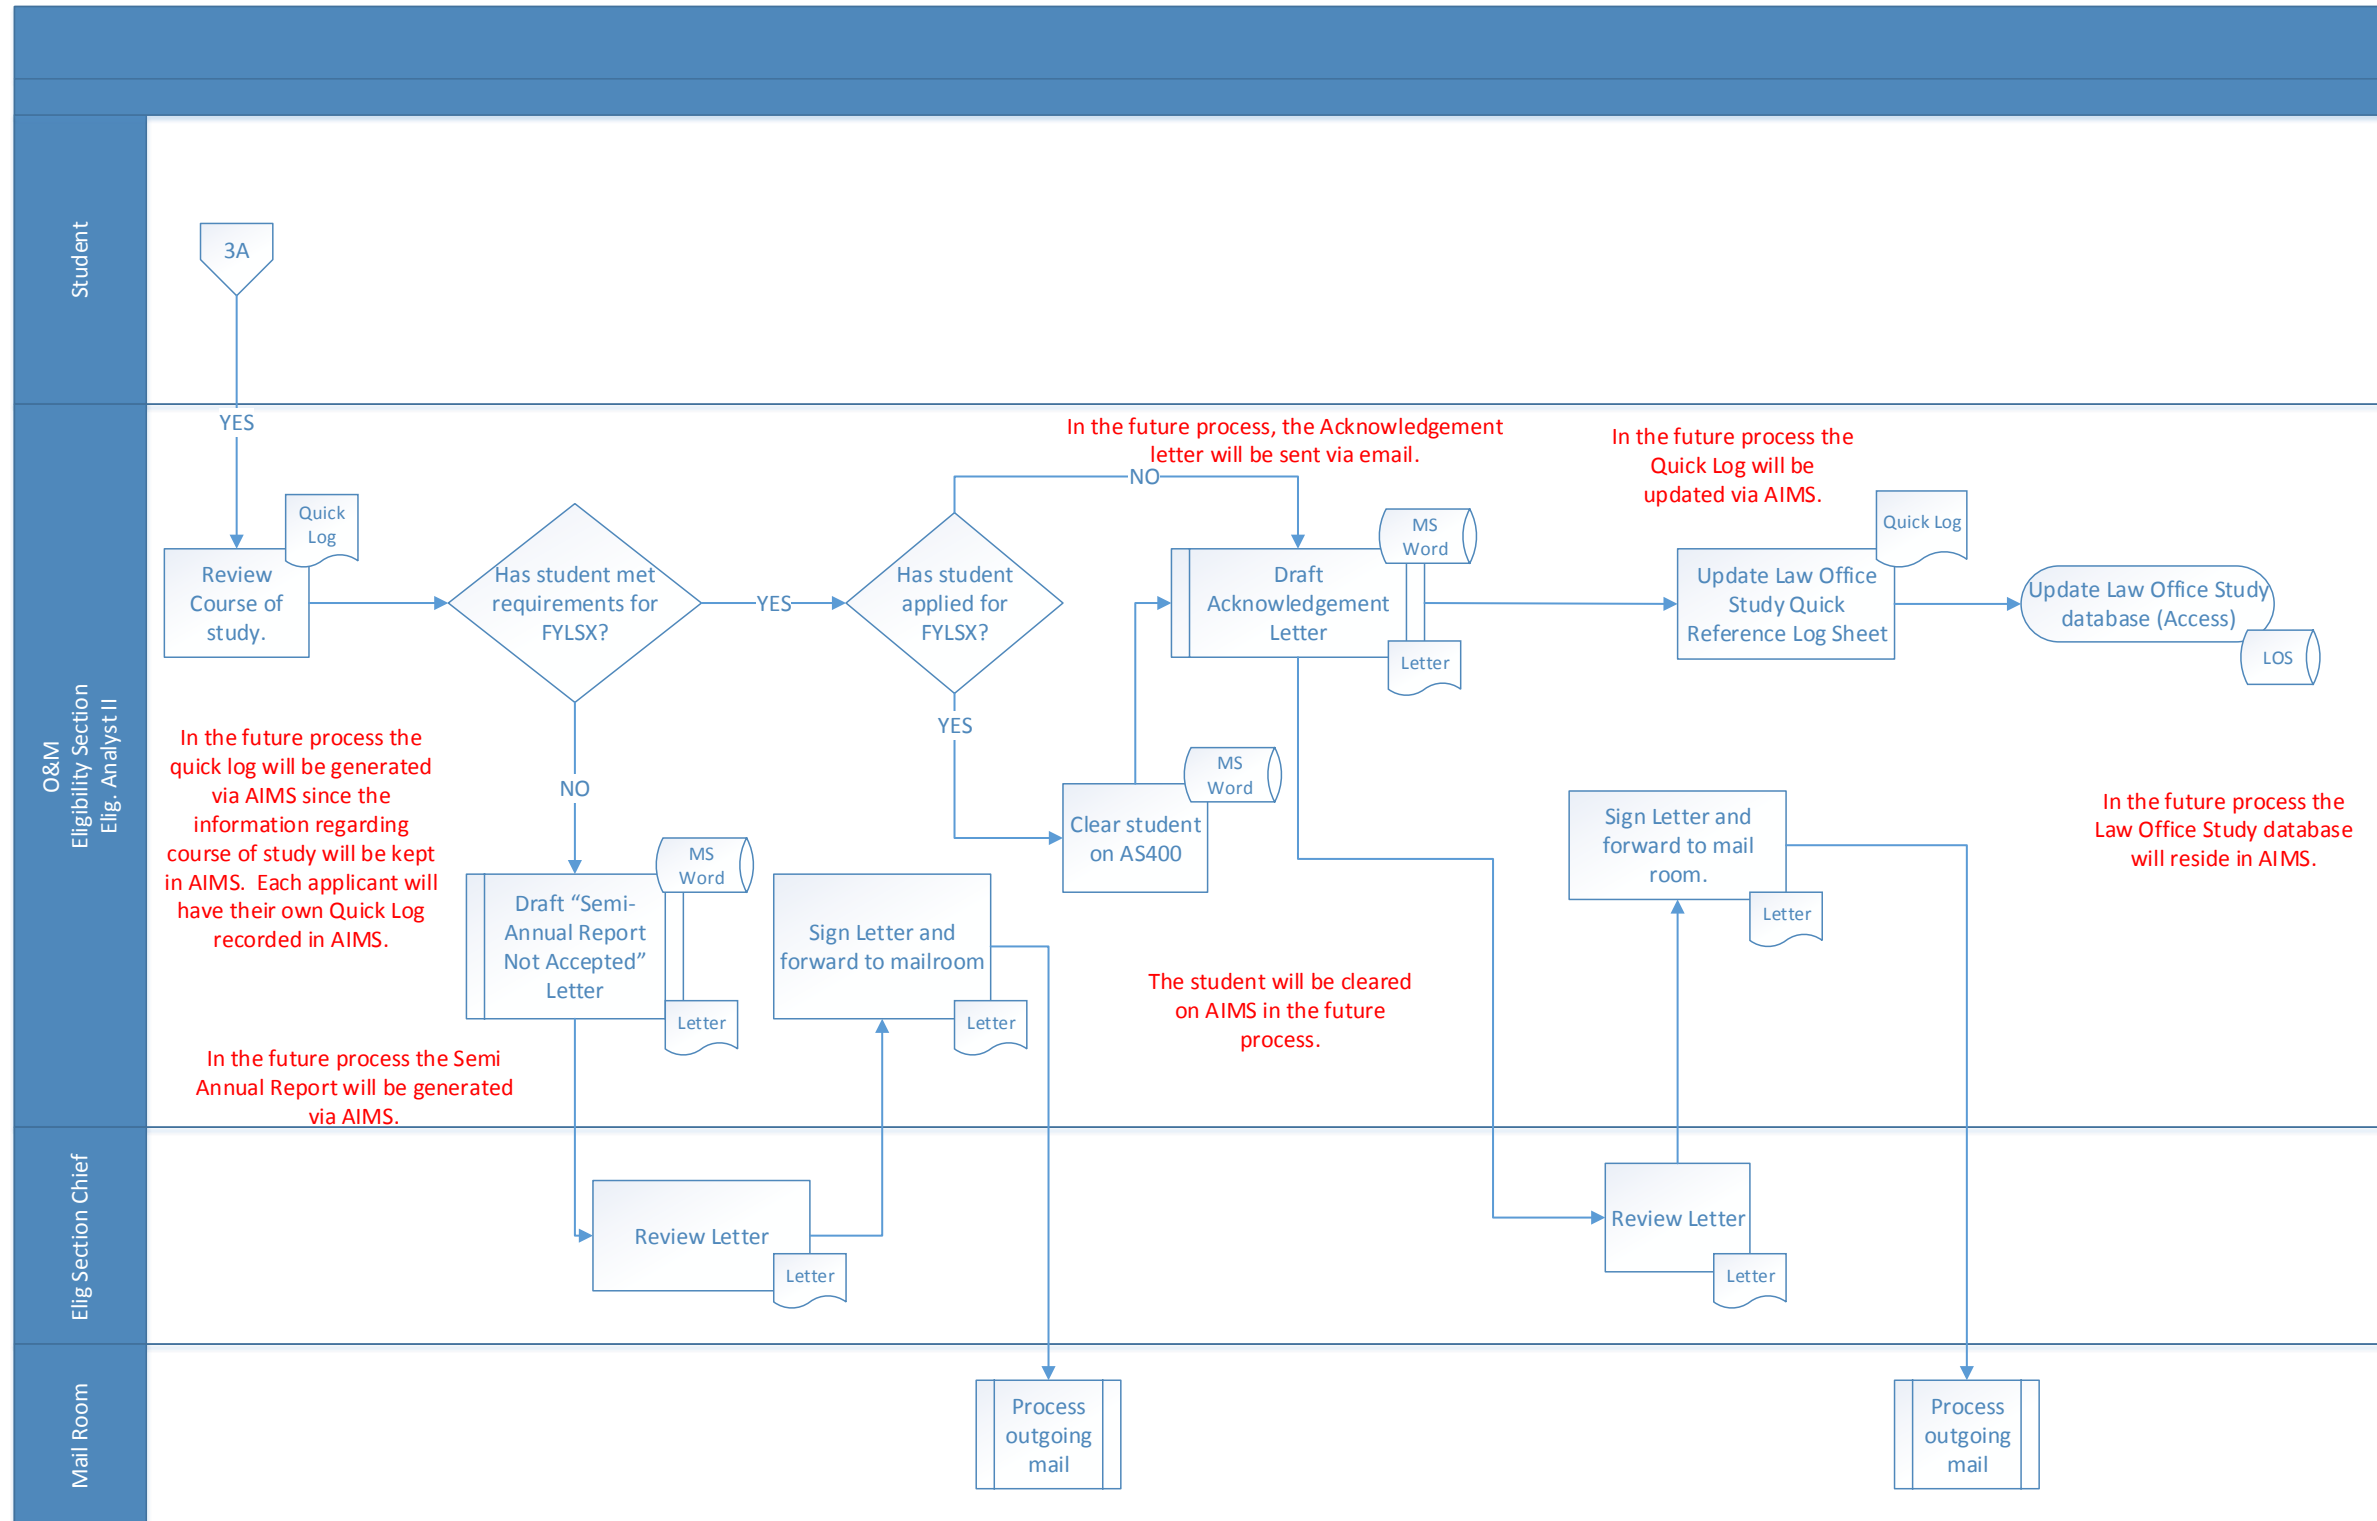 Student
3A
YES
O&M
Eligibility Section
Elig. Analyst II
Quick
Log
Review
Course of
study.
Has student met
requirements for
FYLSX?
YES
Has student
applied for
FYLSX?
In the future process, the Acknowledgement
letter will be sent via email.
NO
MS
Word
Draft
Acknowledgement
Letter
Letter
In the future process the
Quick Log will be
updated via AIMS.
Quick Log
Update Law Office
Study Quick
Reference Log Sheet
Update Law Office Study
database (Access)
LOS
In the future process the
quick log will be generated
via AIMS since the
information regarding
course of study will be kept
in AIMS. Each applicant will
have their own Quick Log
recorded in AIMS.
NO
MS
Word
Draft “Semi-
Annual Report
Not Accepted”
Letter
Letter
Sign Letter and
forward to mailroom
Letter
YES
MS
Word
Clear student
on AS400
The student will be cleared
on AIMS in the future
process.
Sign Letter and
forward to mail
room.
Letter
In the future process the
Law Office Study database
will reside in AIMS.
In the future process the Semi
Annual Report will be generated
via AIMS.
Elig Section Chief
Review Letter
Letter
Review Letter
Letter
Mail Room
Process
outgoing
mail
Process
outgoing
mail